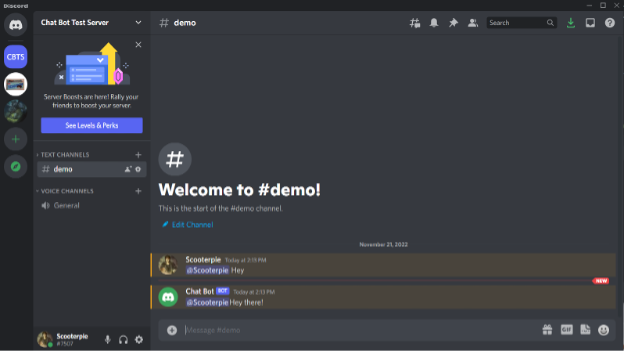 Discord
Chat Bot Test Server
# demo
Search
CBTS
Server Boosts are here! Rally your
friends to boost your server.
See Levels & Perks
TEXT CHANNELS
# demo
VOICE CHANNELS
General
Welcome to #demo!
This is the start of the #demo channel.
Edit Channel
November 21, 2022
Scooterpie Today at 3:13 PM
@Scooterpie Hey
NEW
Chat Bot BOT Today at 2:13 PM
@ScooterpieHey there!
Scooterpie
#7507
Message #demo
GIF